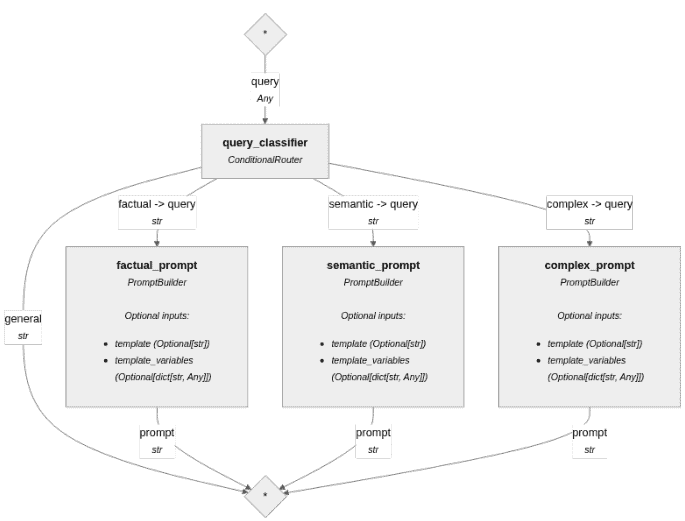 *
query
Any
query_classifier
ConditionalRouter
factual -> query
str
semantic -> query
str
complex -> query
str
general
str
factual_prompt
PromptBuilder
Optional inputs:
template (Optional[str])
template_variables
(Optional[dict[str, Any]])
semantic_prompt
PromptBuilder
Optional inputs:
template (Optional[str])
template_variables
(Optional[dict[str, Any]])
complex_prompt
PromptBuilder
Optional inputs:
template (Optional[str])
template_variables
(Optional[dict[str, Any]])
prompt
str
prompt
str
prompt
str
*